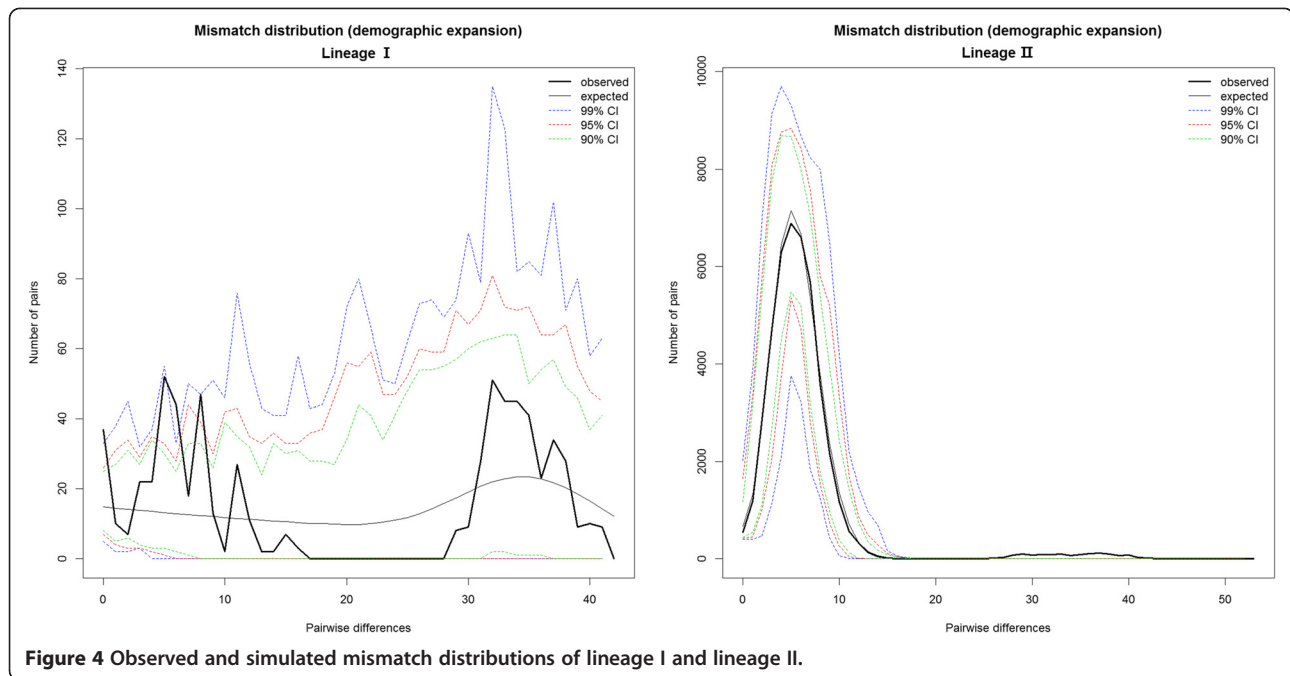 Mismatch distribution (demographic expansion)
Lineage Ⅰ
140
120
100
80
60
40
20
0
Number of pairs
0 10 20 30 40
Pairwise differences
observed
expected
99% CI
95% CI
90% CI
Mismatch distribution (demographic expansion)
Lineage Ⅱ
10000
8000
6000
4000
2000
0
Number of pairs
0 10 20 30 40 50
Pairwise differences
observed
expected
99% CI
95% CI
90% CI
Figure 4 Observed and simulated mismatch distributions of lineage I and lineage II.